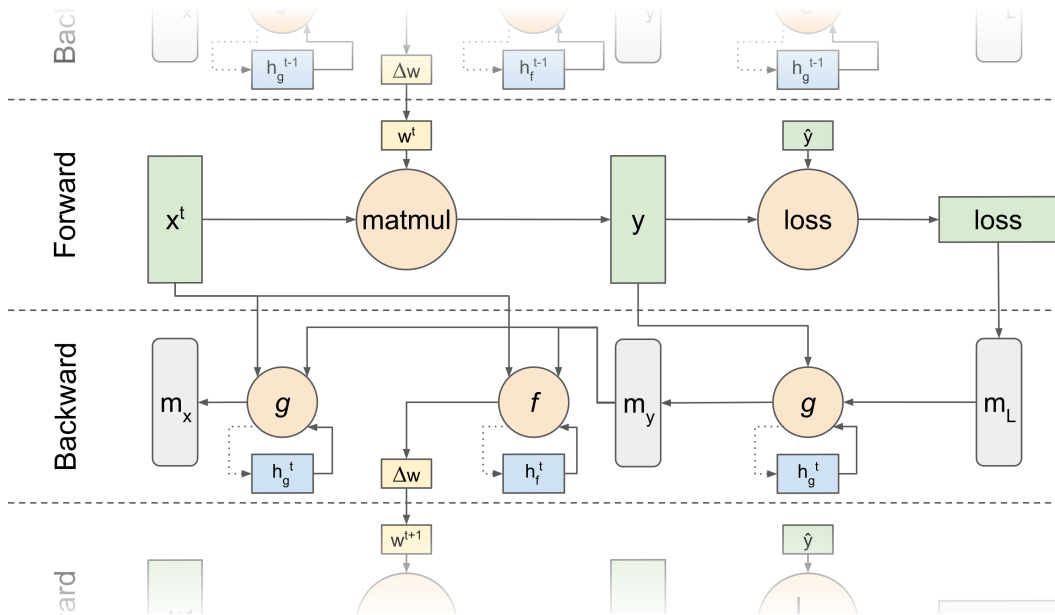 Back
x
g
y
L
h_g^t-1
h_f^t-1
h_g^t-1
Δw
Forward
w^t
ŷ
x^t
matmul
y
loss
loss
Backward
m_x
g
f
m_y
g
m_L
h_g^t
Δw
h_f^t
h_g^t
w^t+1
ŷ
ard